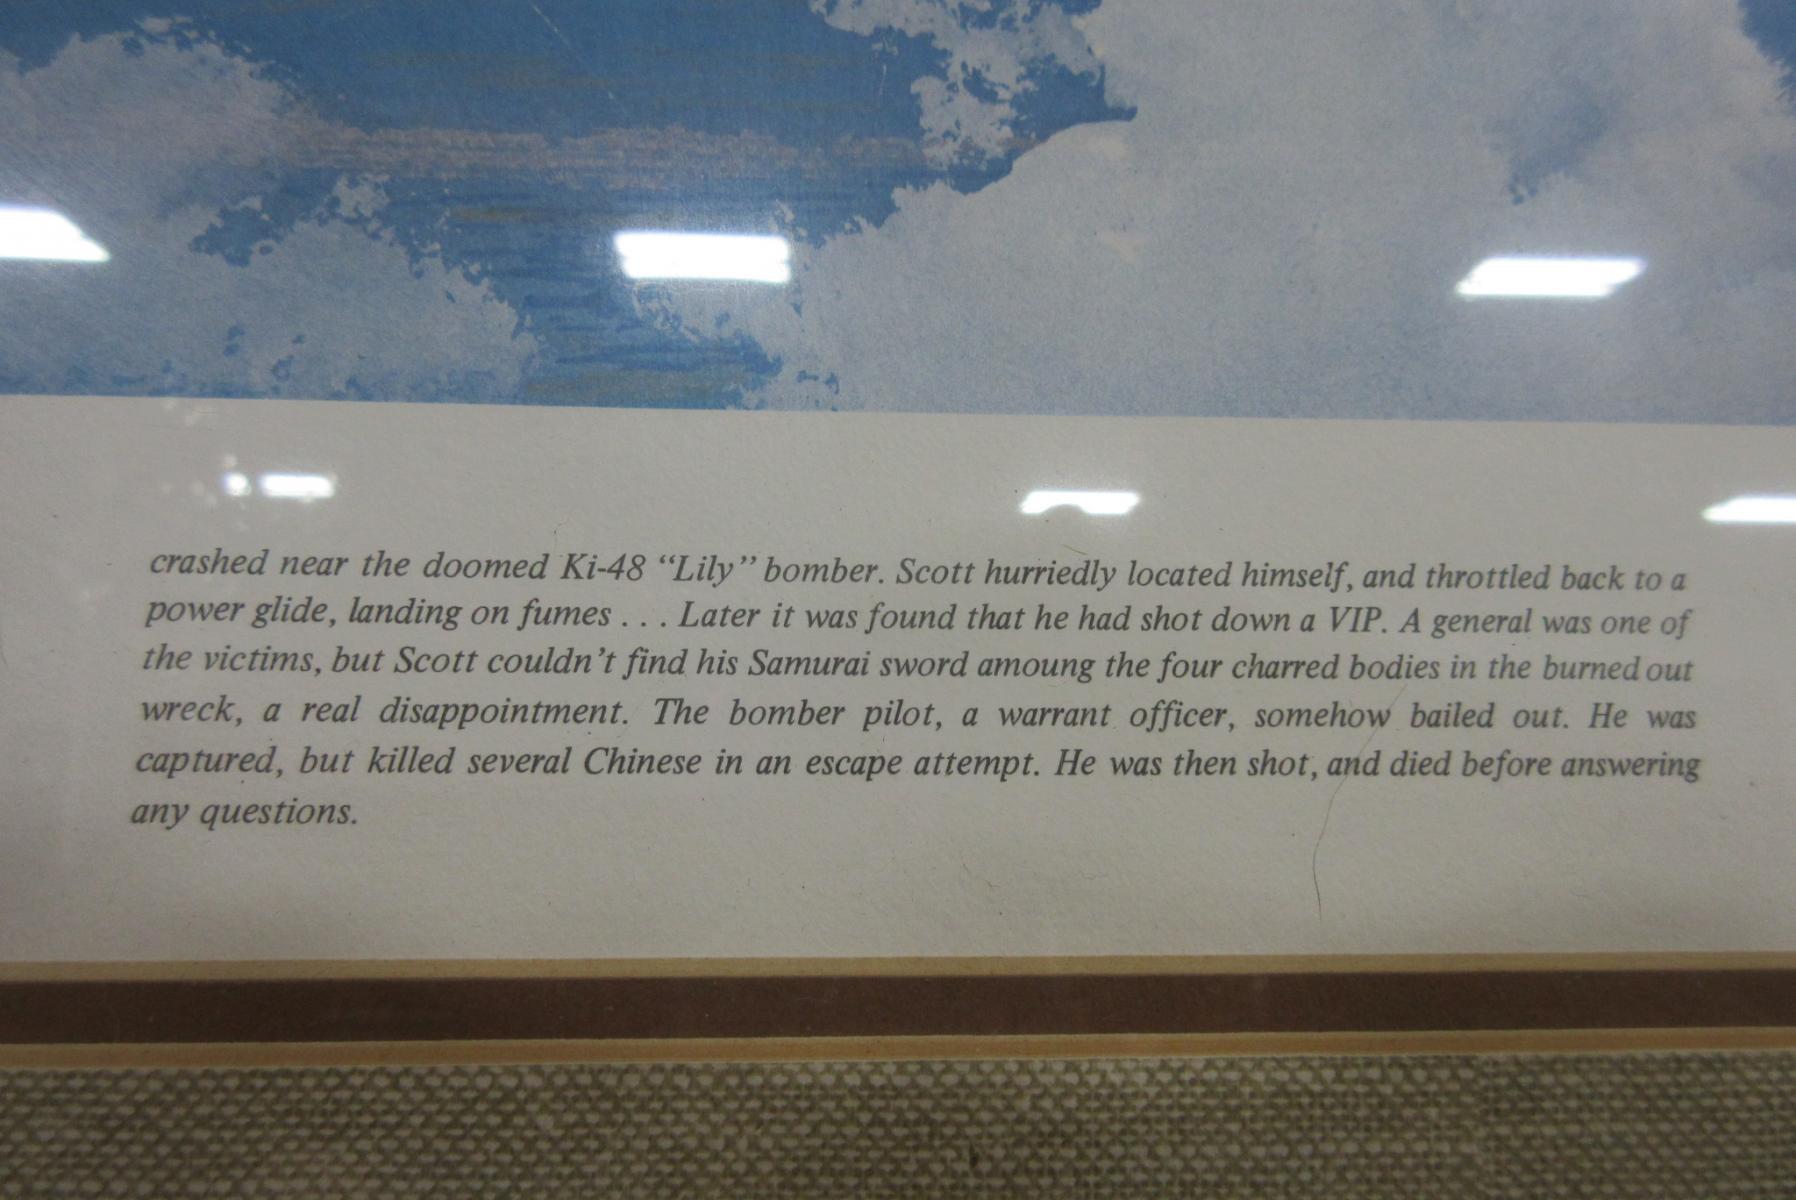 crashed near the doomed Ki-48 “Lily” bomber. Scott hurriedly located himself, and throttled back to a
power glide, landing on fumes . . . Later it was found that he had shot down a VIP. A general was one of
the victims, but Scott couldn’t find his Samurai sword amoung the four charred bodies in the burned out
wreck, a real disappointment. The bomber pilot, a warrant officer, somehow bailed out. He was
captured, but killed several Chinese in an escape attempt. He was then shot, and died before answering
any questions.